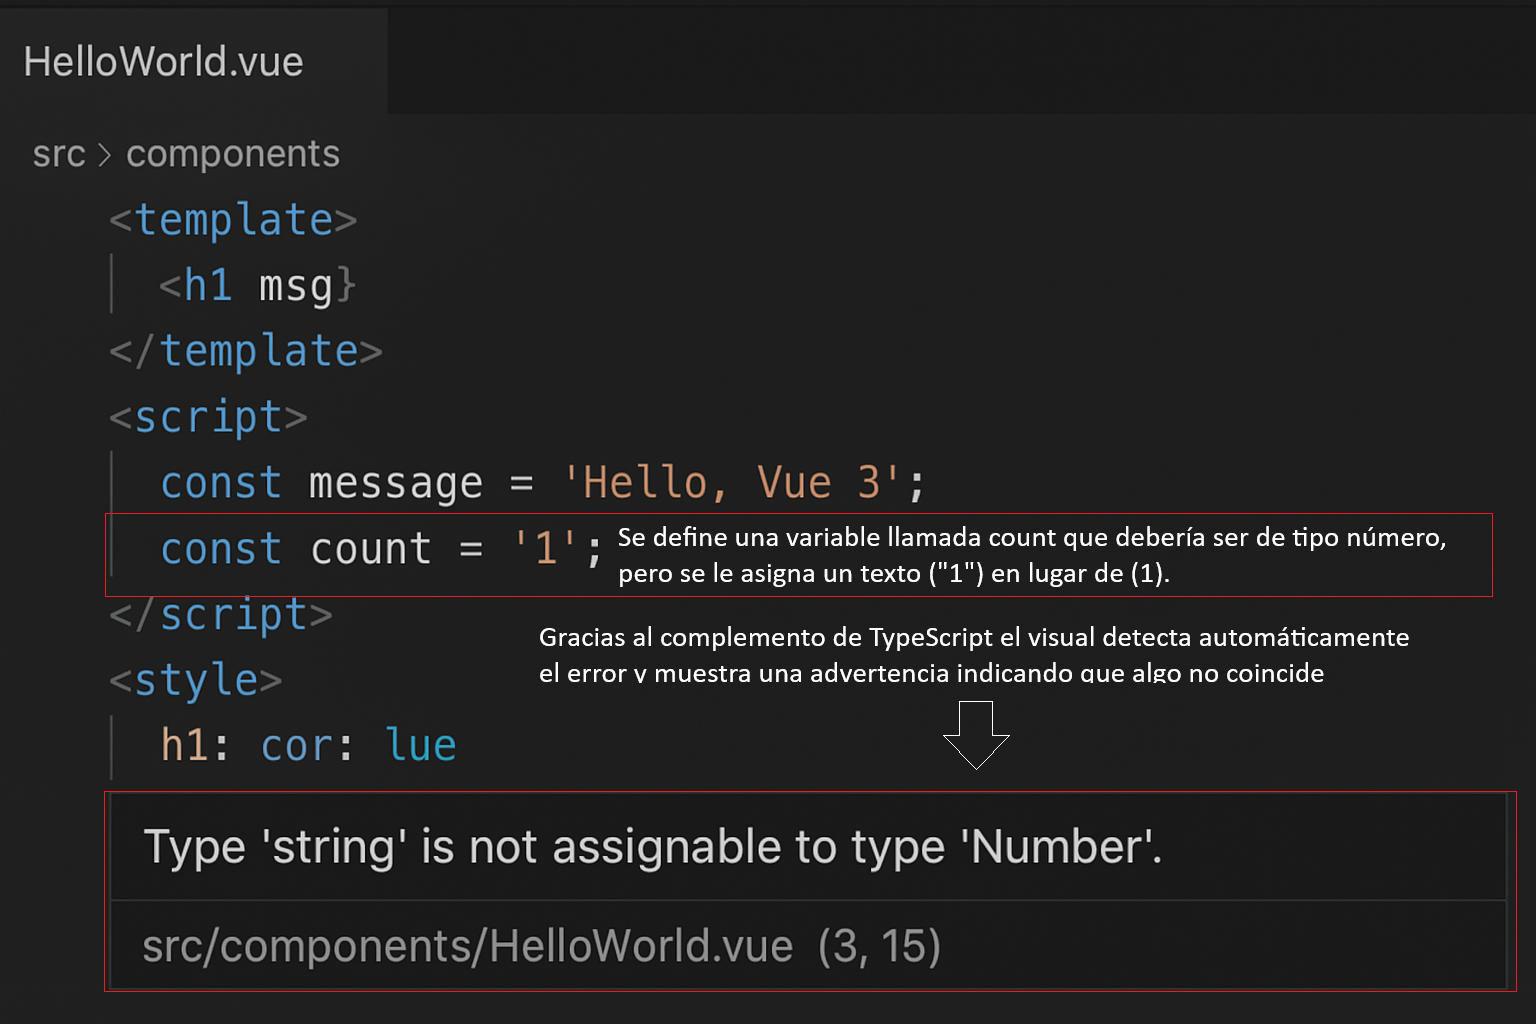 HelloWorld.vue
src > components
<template>
<h1 msg}
</template>
<script>
const message = 'Hello, Vue 3';
const count = '1';
Se define una variable llamada count que debería ser de tipo número,
pero se le asigna un texto ("1") en lugar de (1).
</script>
Gracias al complemento de TypeScript el visual detecta automáticamente
el error y muestra una advertencia indicando que algo no coincide
<style>
h1: cor: lue
Type 'string' is not assignable to type 'Number'.
src/components/HelloWorld.vue (3, 15)